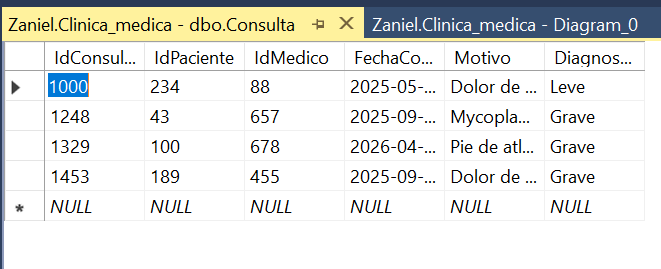 Zaniel.Clinica_medica - dbo.Consulta Zaniel.Clinica_medica - Diagram_0
IdConsul... IdPaciente IdMedico FechaCo... Motivo Diagnos...
1000 234 88 2025-05-... Dolor de ... Leve
1248 43 657 2025-09-... Mycopla... Grave
1329 100 678 2026-04-... Pie de atl... Grave
1453 189 455 2025-09-... Dolor de ... Grave
NULL NULL NULL NULL NULL NULL